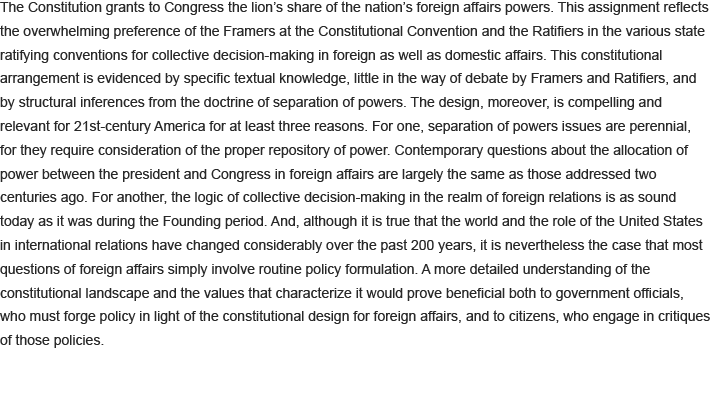 The Constitution grants to Congress the lion’s share of the nation’s foreign affairs powers. This assignment reflects
the overwhelming preference of the Framers at the Constitutional Convention and the Ratifiers in the various state
ratifying conventions for collective decision-making in foreign as well as domestic affairs. This constitutional
arrangement is evidenced by specific textual knowledge, little in the way of debate by Framers and Ratifiers, and
by structural inferences from the doctrine of separation of powers. The design, moreover, is compelling and
relevant for 21st-century America for at least three reasons. For one, separation of powers issues are perennial,
for they require consideration of the proper repository of power. Contemporary questions about the allocation of
power between the president and Congress in foreign affairs are largely the same as those addressed two
centuries ago. For another, the logic of collective decision-making in the realm of foreign relations is as sound
today as it was during the Founding period. And, although it is true that the world and the role of the United States
in international relations have changed considerably over the past 200 years, it is nevertheless the case that most
questions of foreign affairs simply involve routine policy formulation. A more detailed understanding of the
constitutional landscape and the values that characterize it would prove beneficial both to government officials,
who must forge policy in light of the constitutional design for foreign affairs, and to citizens, who engage in critiques
of those policies.